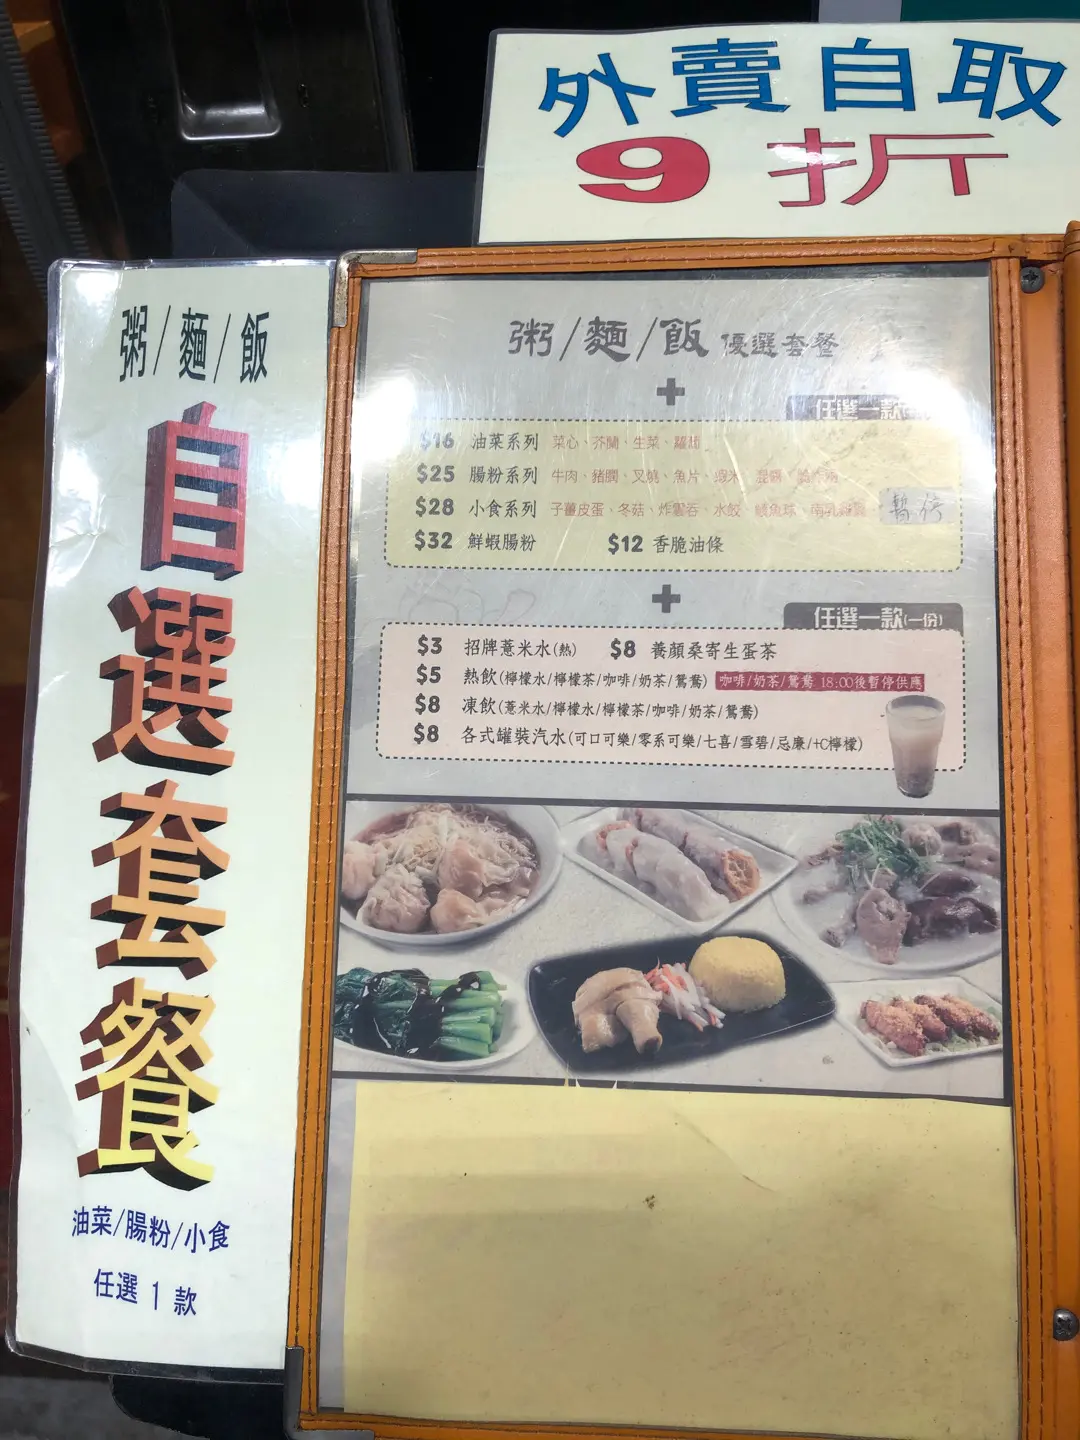 外賣自取
9折
粥/麵/飯
自選套餐
油菜/腸粉/小食
任選 1 款
粥/麵/飯 優選套餐
+
任選一款
$16 油菜系列 菜心、芥蘭、生菜、
$25 腸粉系列 牛肉、豬膶、叉燒、魚片、蝦米、
$28 小食系列 子薑皮蛋、冬菇、炸雲吞、水餃、鯪魚球、南乳 暫停
$32 鮮蝦腸粉 $12 香脆油條
+
任選一款(一份)
$3 招牌薏米水(熱) $8 養顏桑寄生蛋茶
$5 熱飲(檸檬水/檸檬茶/咖啡/奶茶/鴛鴦) 咖啡/奶茶/鴛鴦 18:00後暫停供應
$8 凍飲(薏米水/檸檬水/檸檬茶/咖啡/奶茶/鴛鴦)
$8 各式罐裝汽水(可口可樂/零系可樂/七喜/雪碧/忌廉/+C檸檬)